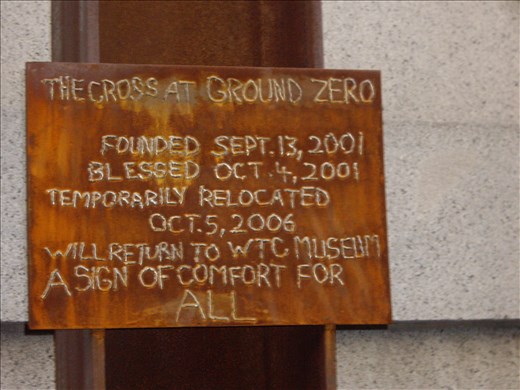 THE CROSS AT GROUND ZERO
FOUNDED SEPT. 13, 2001
BLESSED OCT. 4, 2001
TEMPORARILY RELOCATED
OCT. 5, 2006
WILL RETURN TO WTC MUSEUM
A SIGN OF COMFORT FOR
ALL